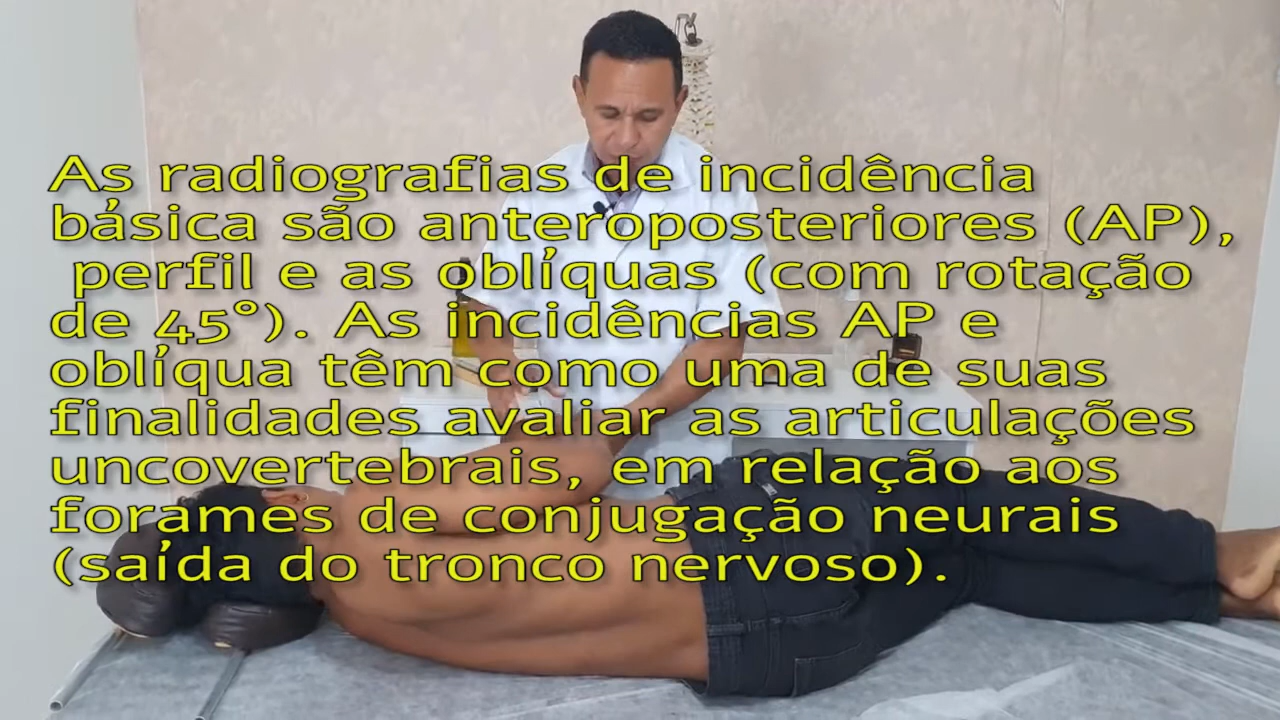 As radiografias de incidência
básica são anteroposteriores (AP),
perfil e as oblíquas (com rotação
de 45°). As incidências AP e
oblíqua têm como uma de suas
finalidades avaliar as articulações
uncovertebrais, em relação aos
forames de conjugação neurais
(saída do tronco nervoso).